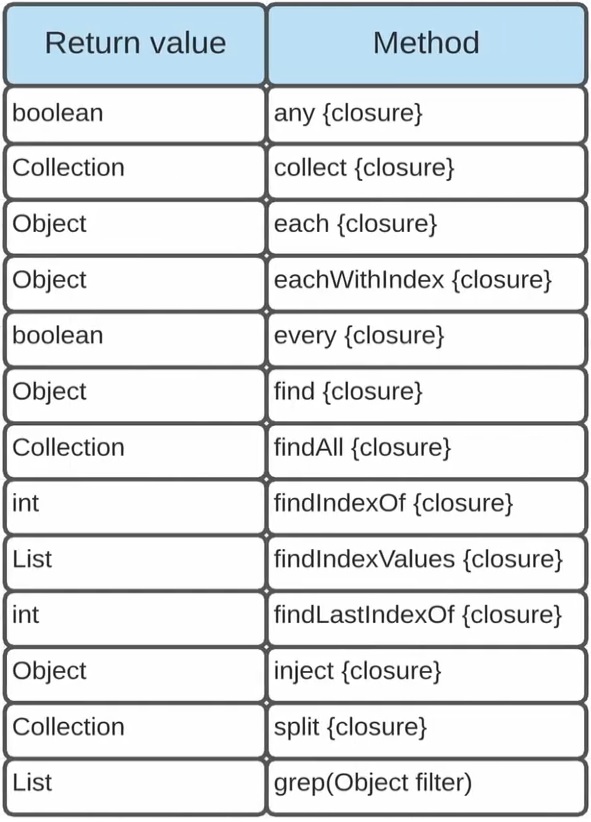 Return value Method
boolean any {closure}
Collection collect {closure}
Object each {closure}
Object eachWithIndex {closure}
boolean every {closure}
Object find {closure}
Collection findAll {closure}
int findIndexOf {closure}
List findIndexValues {closure}
int findLastIndexOf {closure}
Object inject {closure}
Collection split {closure}
List grep(Object filter)